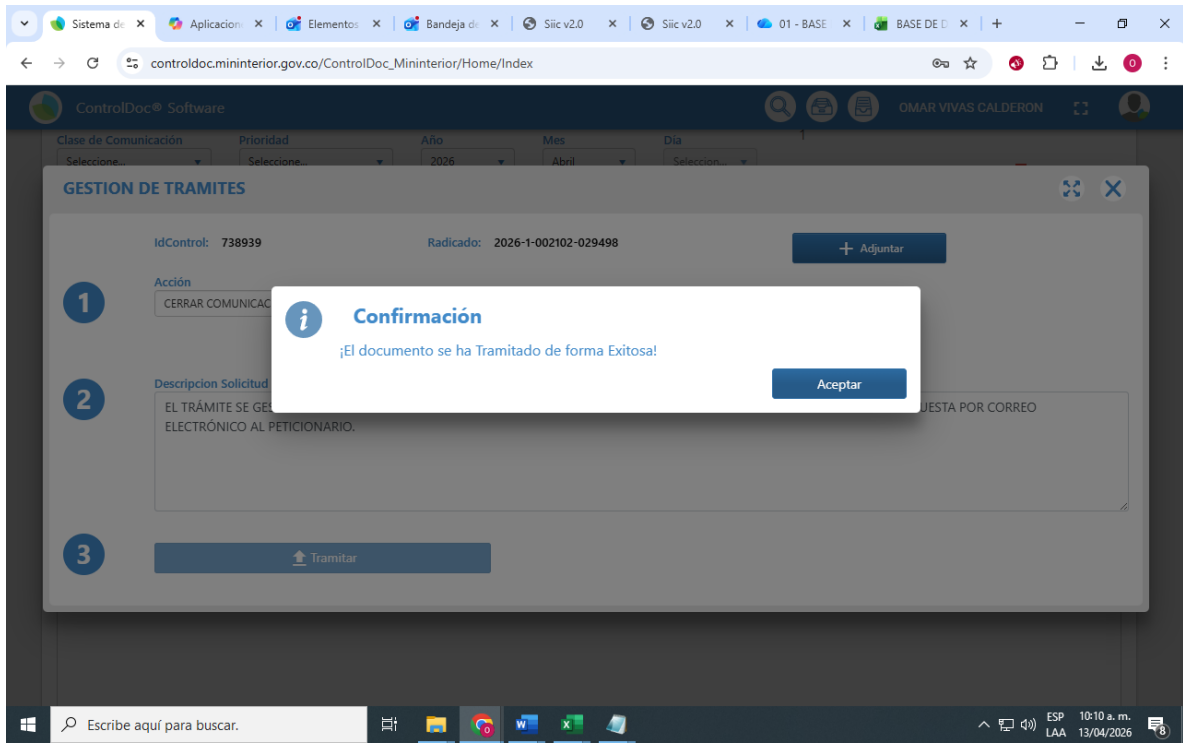 Sistema de
Aplicacion
Elementos
Bandeja de
Siic v2.0
Siic v2.0
01 - BASE
BASE DE D
controldoc.mininterior.gov.co/ControlDoc_Mininterior/Home/Index
ControlDoc® Software
OMAR VIVAS CALDERON
Clase de Comunicación Prioridad Año Mes Día 1
Seleccione... Seleccione... 2026 Abril Seleccion...
GESTION DE TRAMITES
IdControl: 738939 Radicado: 2026-1-002102-029498 + Adjuntar
1
Acción
CERRAR COMUNICAC
i
Confirmación
¡El documento se ha Tramitado de forma Exitosa!
Aceptar
2
Descripcion Solicitud
EL TRÁMITE SE GES UESTA POR CORREO
ELECTRÓNICO AL PETICIONARIO.
3
Tramitar
Escribe aquí para buscar.
ESP 10:10 a. m.
LAA 13/04/2026
8